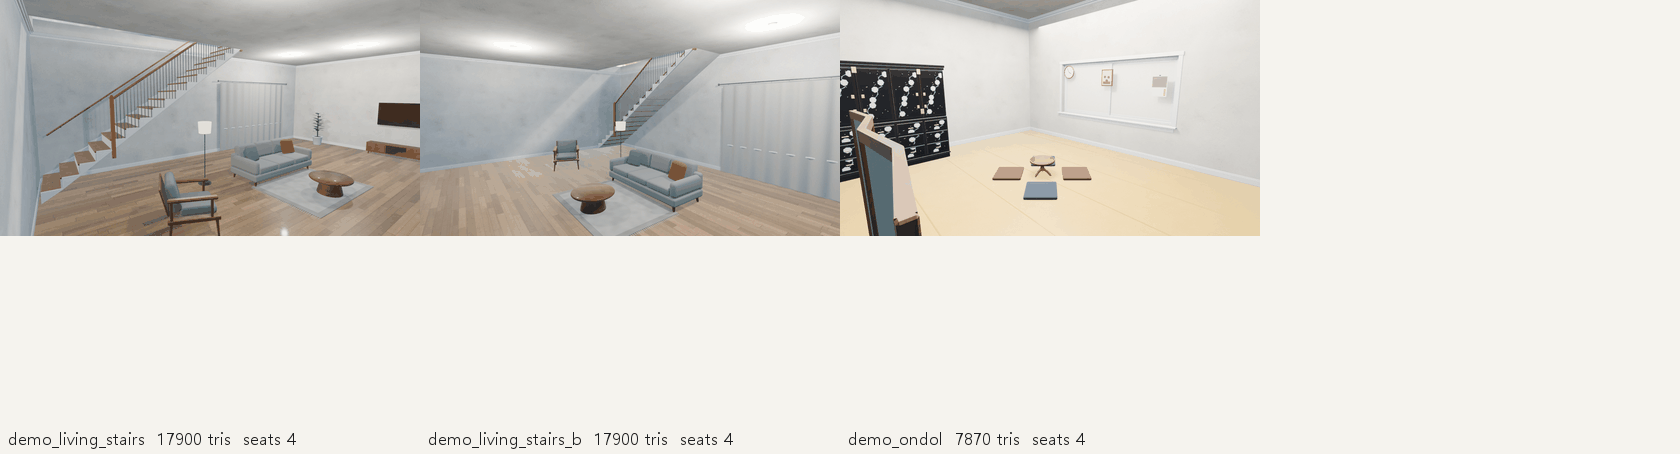 demo_living_stairs 17900 tris seats 4
demo_living_stairs_b 17900 tris seats 4
demo_ondol 7870 tris seats 4